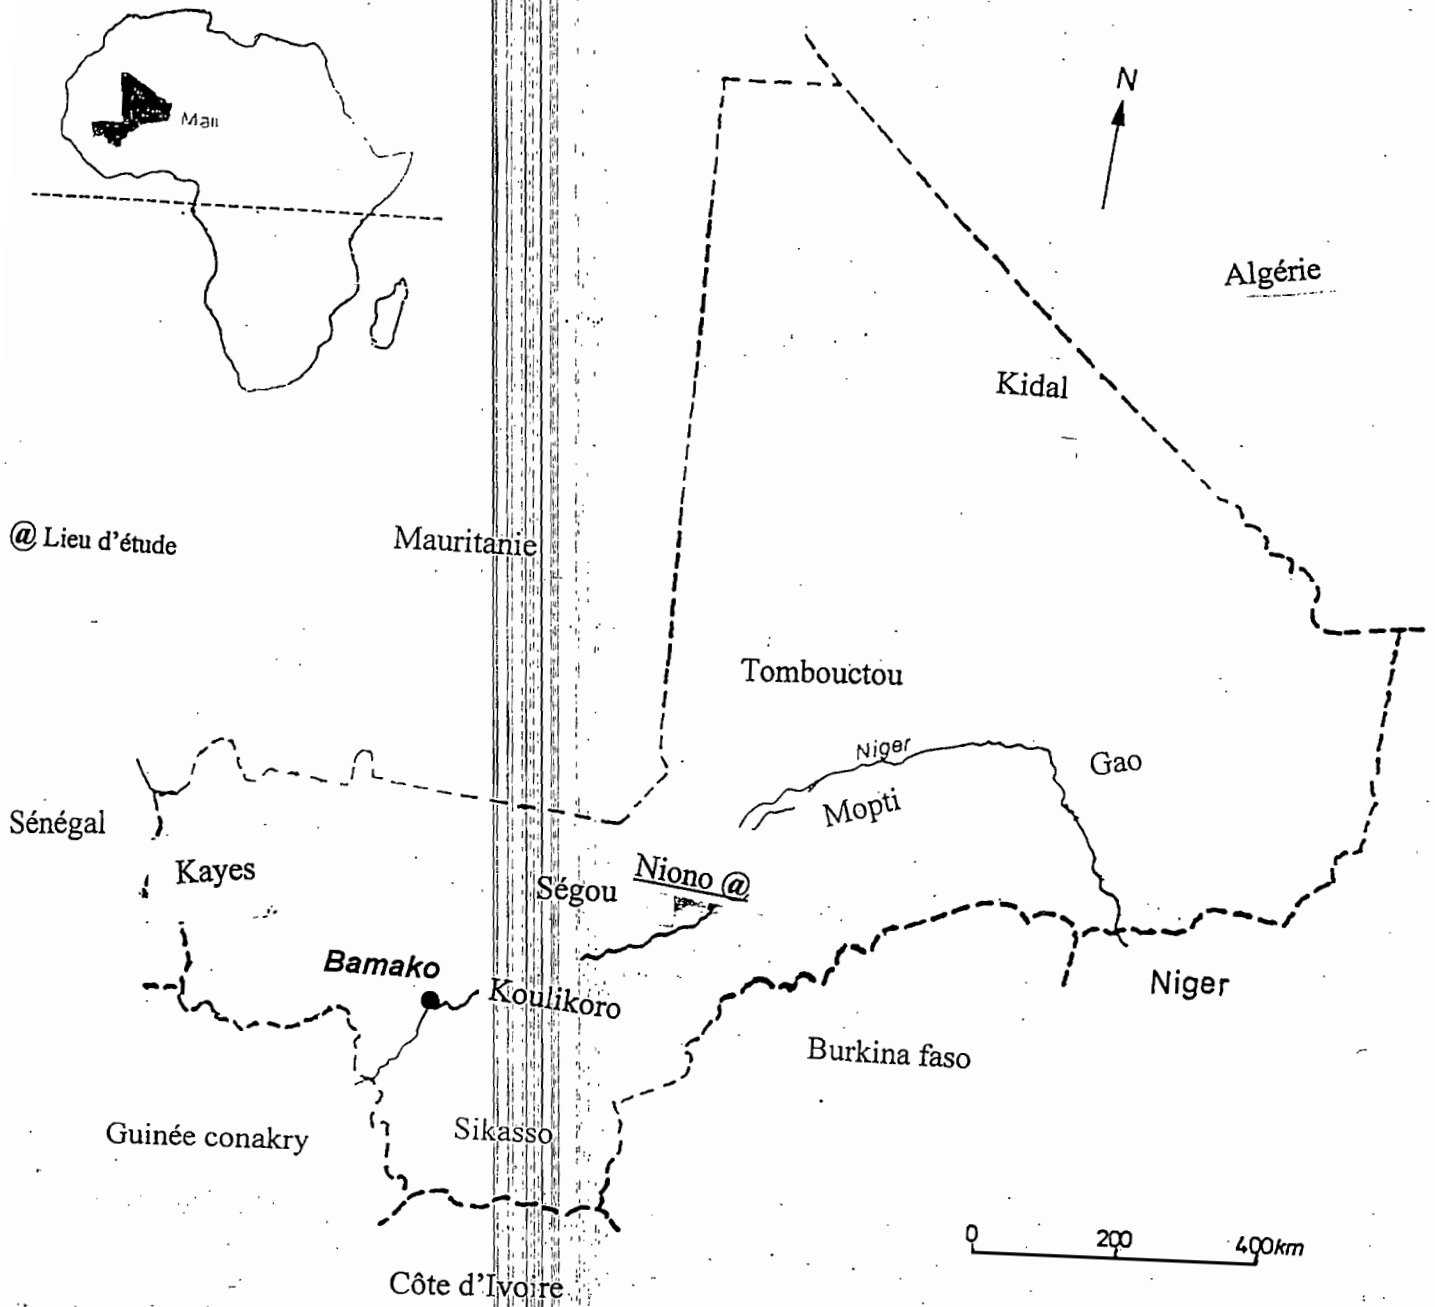 N
Mali
Algérie
Kidal
@ Lieu d'étude
Mauritanie
Tombouctou
Niger
Gao
Mopti
Sénégal
Kayes
Ségou
Niono @
Bamako
Koulikoro
Niger
Burkina faso
Guinée conakry
Sikasso
0 200 400km
Côte d'Ivoire